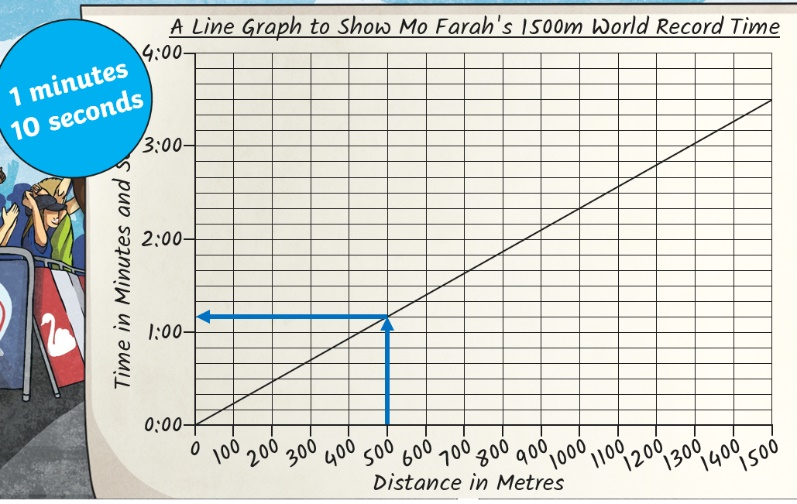 A Line Graph to Show Mo Farah's 1500m World Record Time
1 minutes
10 seconds
Time in Minutes and
4:00
3:00
2:00
1:00
0:00
0 100 200 300 400 500 600 700 800 900 1000 1100 1200 1300 1400 1500
Distance in Metres